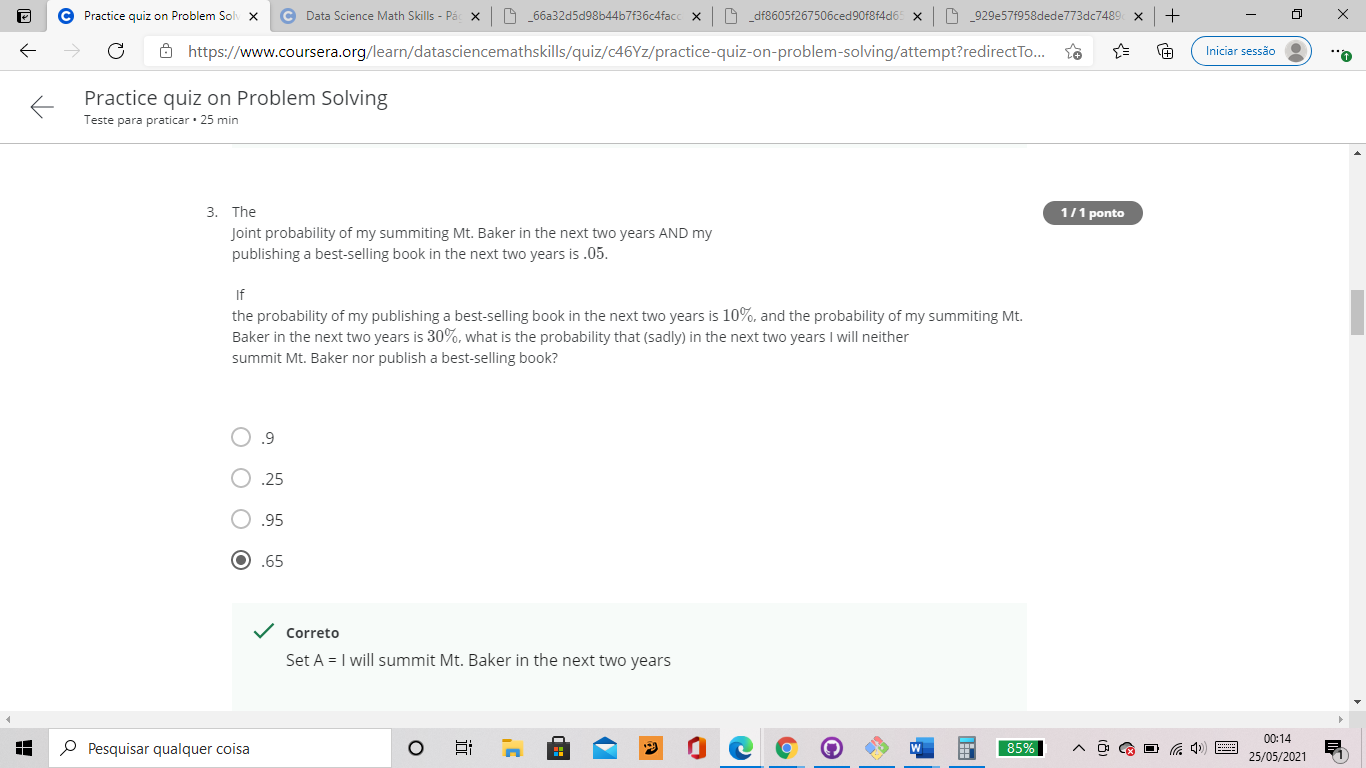 Practice quiz on Problem Solv
Data Science Math Skills - Pá
_66a32d5d98b44b7f36c4facc
_df8605f267506ced90f8f4d6
_929e57f958dede773dc7489
https://www.coursera.org/learn/datasciencemathskills/quiz/c46Yz/practice-quiz-on-problem-solving/attempt?redirectTo...
Iniciar sessão
Practice quiz on Problem Solving
Teste para praticar • 25 min
3. The
1 / 1 ponto
Joint probability of my summiting Mt. Baker in the next two years AND my
publishing a best-selling book in the next two years is .05.
If
the probability of my publishing a best-selling book in the next two years is 10%, and the probability of my summiting Mt.
Baker in the next two years is 30%, what is the probability that (sadly) in the next two years I will neither
summit Mt. Baker nor publish a best-selling book?
.9
.25
.95
.65
Correto
Set A = I will summit Mt. Baker in the next two years
Pesquisar qualquer coisa
85%
00:14
25/05/2021
1